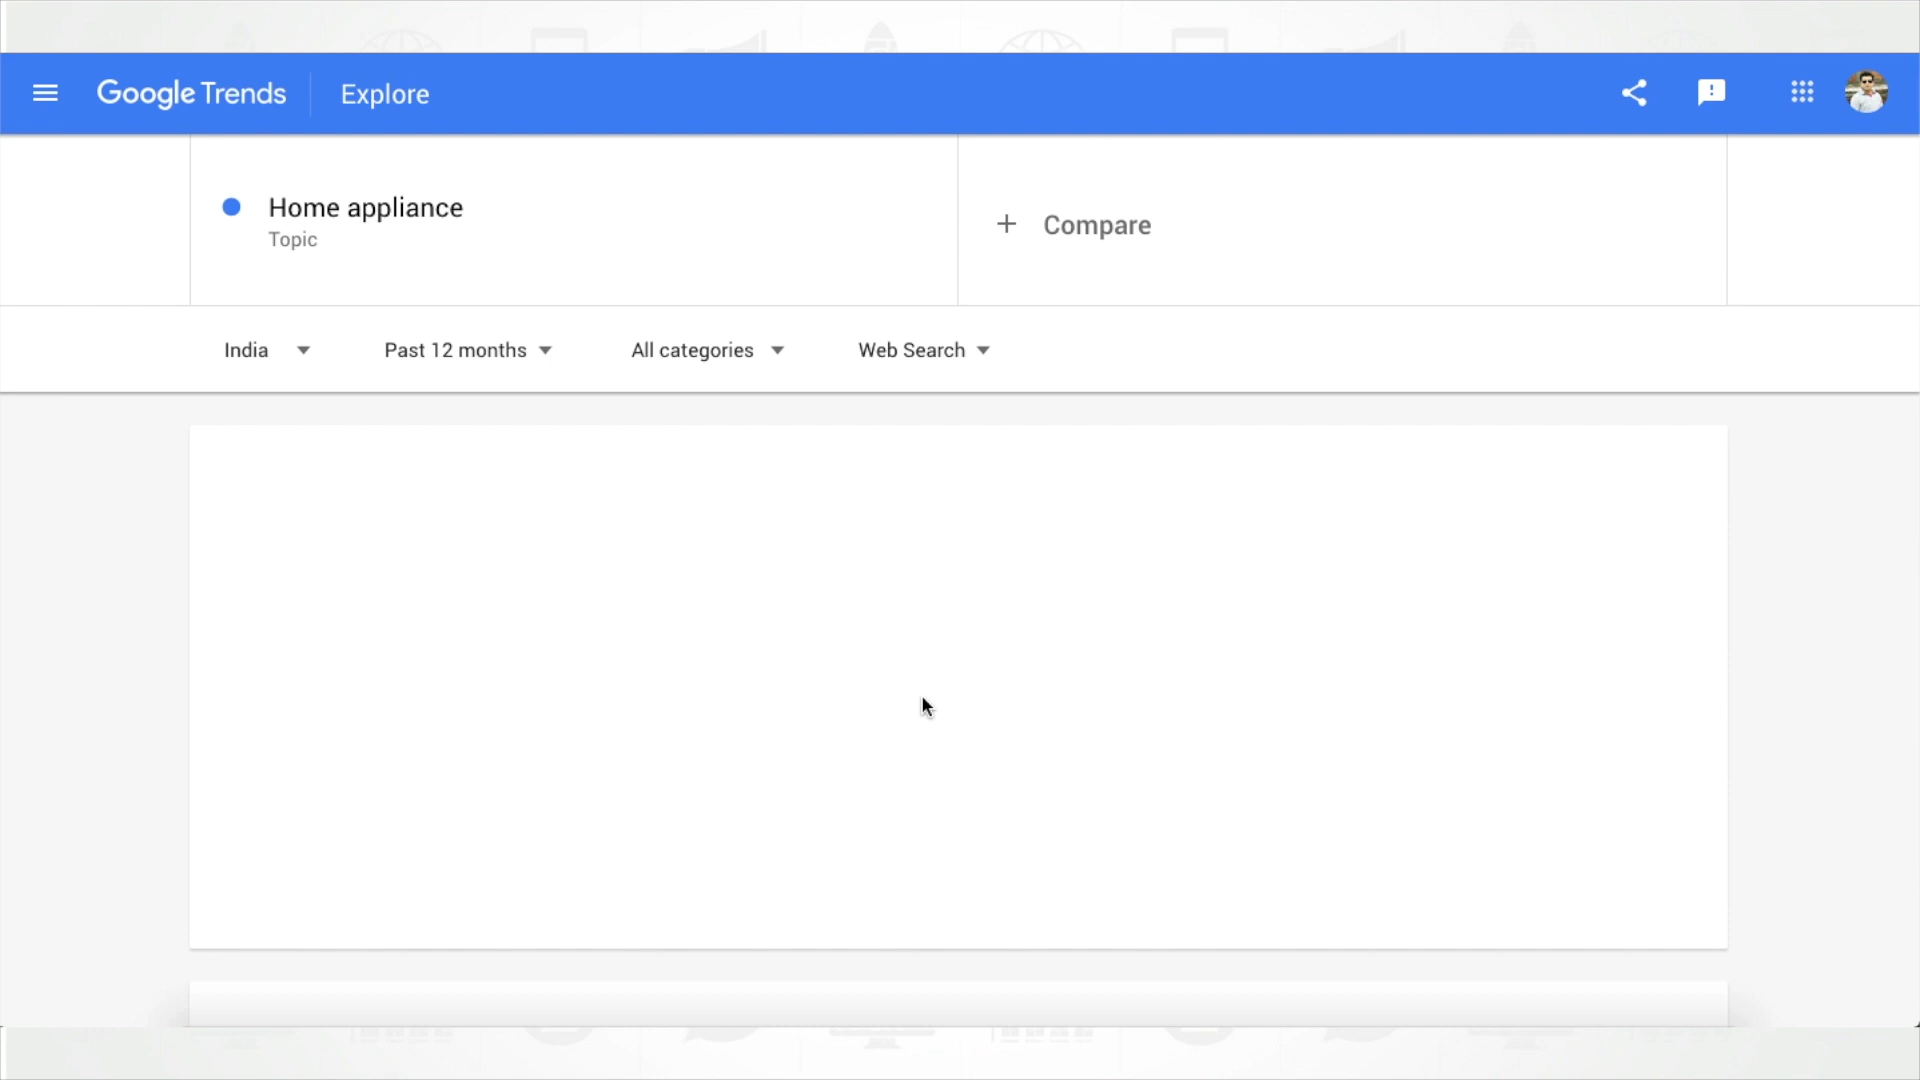 Google Trends Explore
Home appliance
Topic
+ Compare
India Past 12 months All categories Web Search